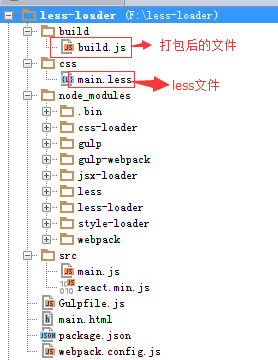 less-loader (F:\less-loader)
build
build.js 打包后的文件
css
main.less less文件
node_modules
.bin
css-loader
gulp
gulp-webpack
jsx-loader
less
less-loader
style-loader
webpack
src
main.js
react.min.js
Gulpfile.js
main.html
package.json
webpack.config.js